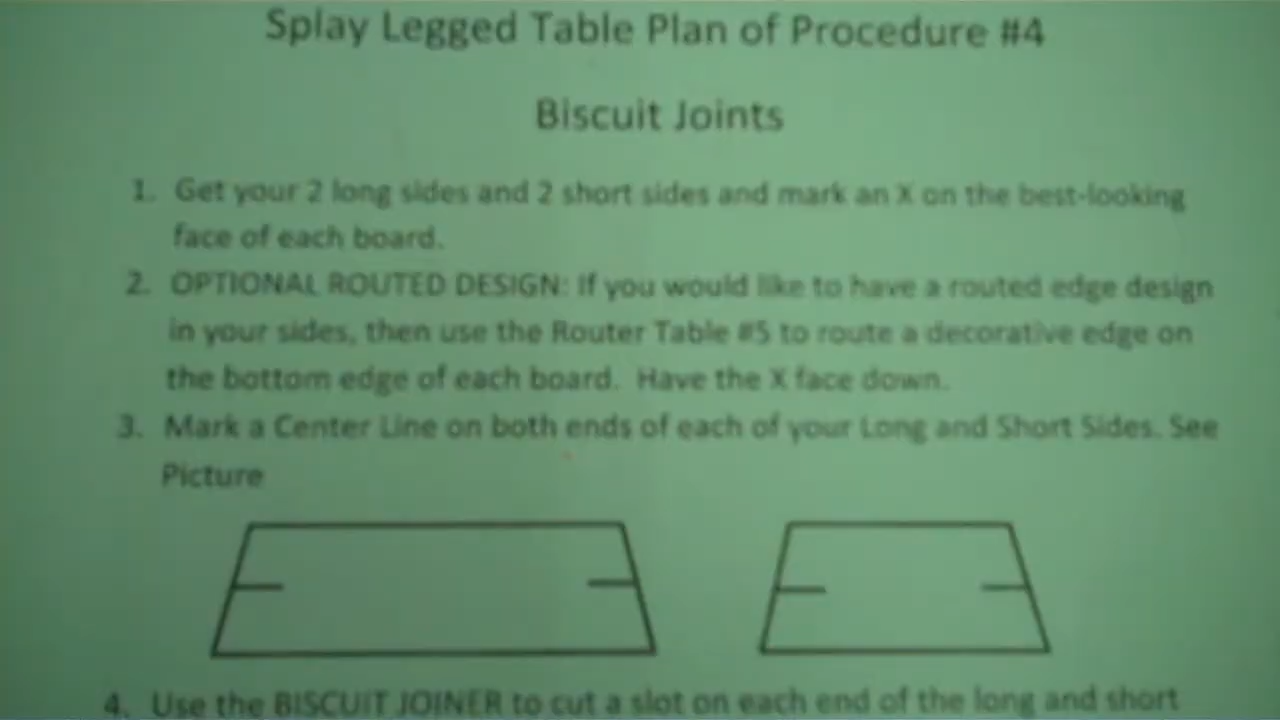 Splay Legged Table Plan of Procedure #4
Biscuit Joints
1. Get your 2 long sides and 2 short sides and mark an X on the best-looking
face of each board.
2. OPTIONAL ROUTED DESIGN: If you would like to have a routed edge design
in your sides, then use the Router Table #5 to route a decorative edge on
the bottom edge of each board. Have the X face down.
3. Mark a Center Line on both ends of each of your Long and Short Sides. See
Picture
4. Use the BISCUIT JOINER to cut a slot on each end of the long and short